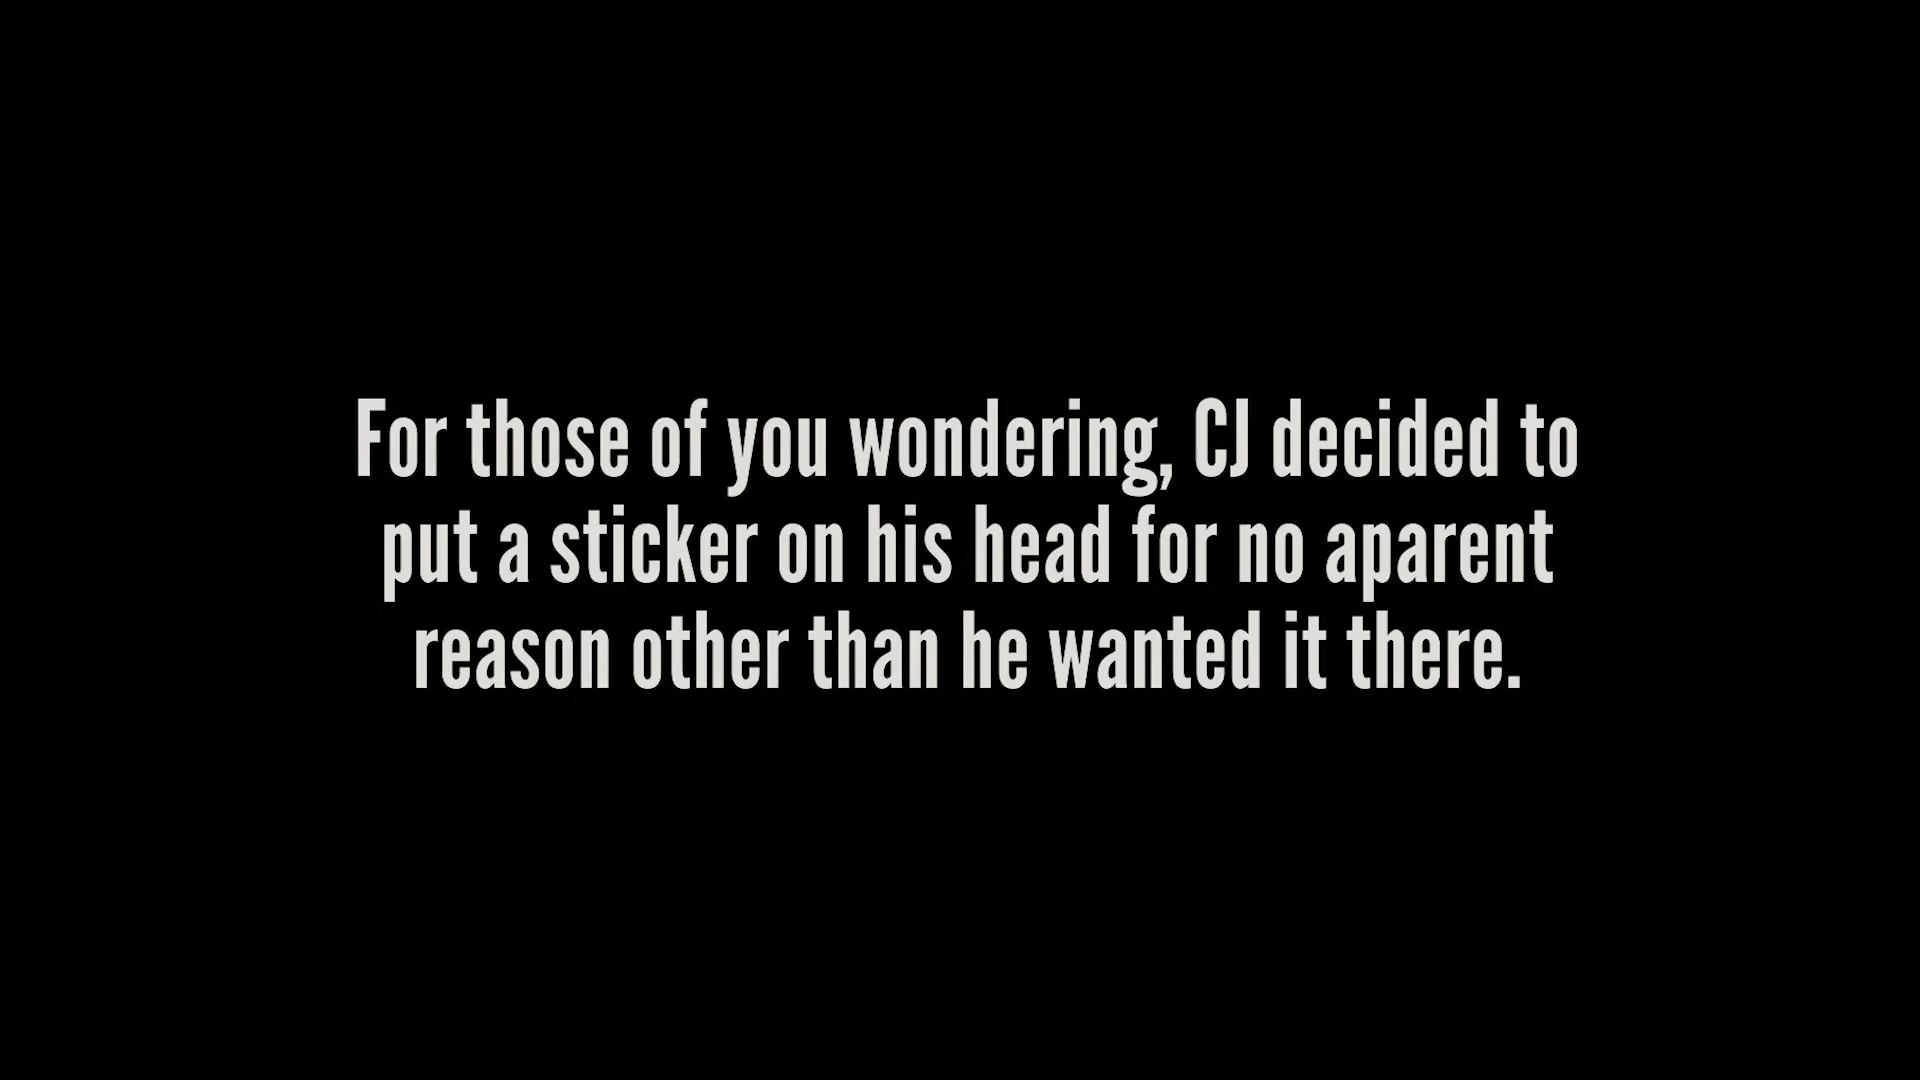 For those of you wondering, CJ decided to
put a sticker on his head for no aparent
reason other than he wanted it there.